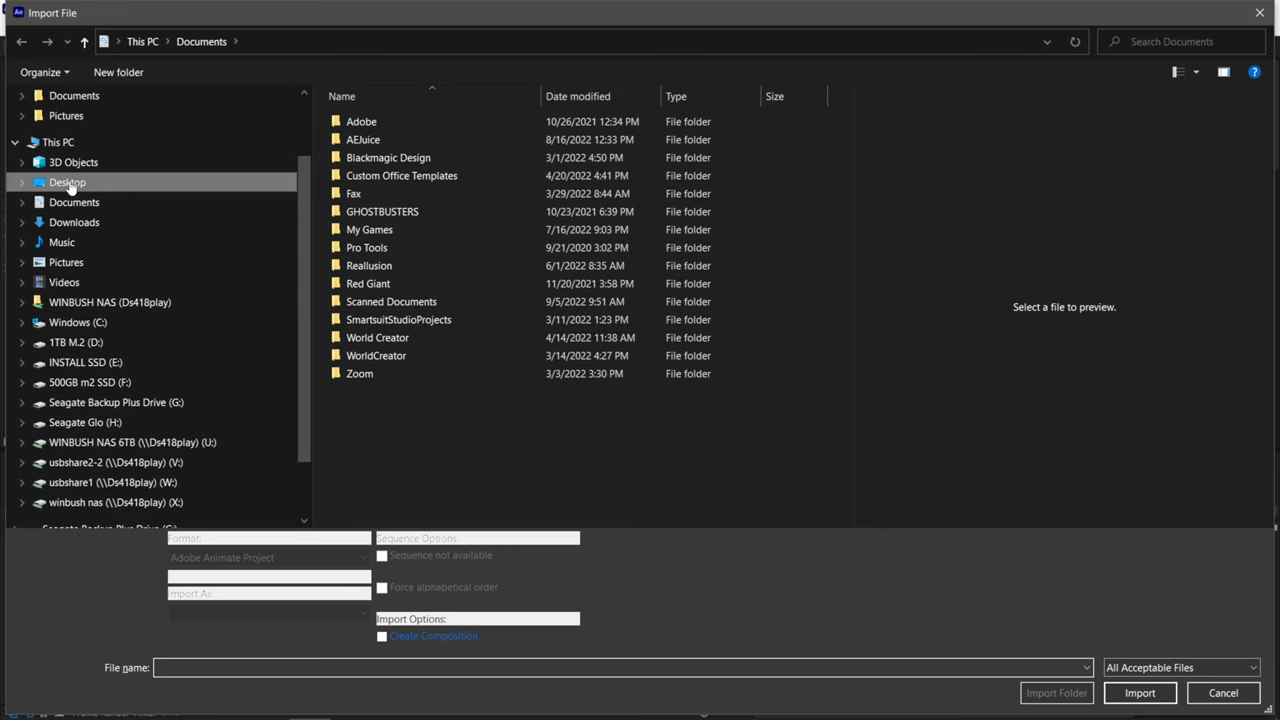 Ae Import File
This PC > Documents >
Search Documents
Organize
New folder
?
Documents
Pictures
This PC
3D Objects
Desktop
Documents
Downloads
Music
Pictures
Videos
WINBUSH NAS (Ds418play)
Windows (C:)
1TB M.2 (D:)
INSTALL SSD (E:)
500GB m2 SSD (F:)
Seagate Backup Plus Drive (G:)
Seagate Glo (H:)
WINBUSH NAS 6TB (\\Ds418play) (U:)
usbshare2-2 (\\Ds418play) (V:)
usbshare1 (\\Ds418play) (W:)
winbush nas (\\Ds418play) (X:)
Seagate Backup Plus Drive (G:)
Name Date modified Type Size
Adobe 10/26/2021 12:34 PM File folder
AEJuice 8/16/2022 12:33 PM File folder
Blackmagic Design 3/1/2022 4:50 PM File folder
Custom Office Templates 4/20/2022 4:41 PM File folder
Fax 3/29/2022 8:44 AM File folder
GHOSTBUSTERS 10/23/2021 6:39 PM File folder
My Games 7/16/2022 9:03 PM File folder
Pro Tools 9/21/2020 3:02 PM File folder
Reallusion 6/1/2022 8:35 AM File folder
Red Giant 11/20/2021 3:58 PM File folder
Scanned Documents 9/5/2022 9:51 AM File folder
SmartsuitStudioProjects 3/11/2022 1:23 PM File folder
World Creator 4/14/2022 11:38 AM File folder
WorldCreator 3/14/2022 4:27 PM File folder
Zoom 3/3/2022 3:30 PM File folder
Select a file to preview.
Format:
Adobe Animate Project
Import As:
Sequence Options:
Sequence not available
Force alphabetical order
Import Options:
Create Composition
File name:
All Acceptable Files
Import Folder
Import
Cancel